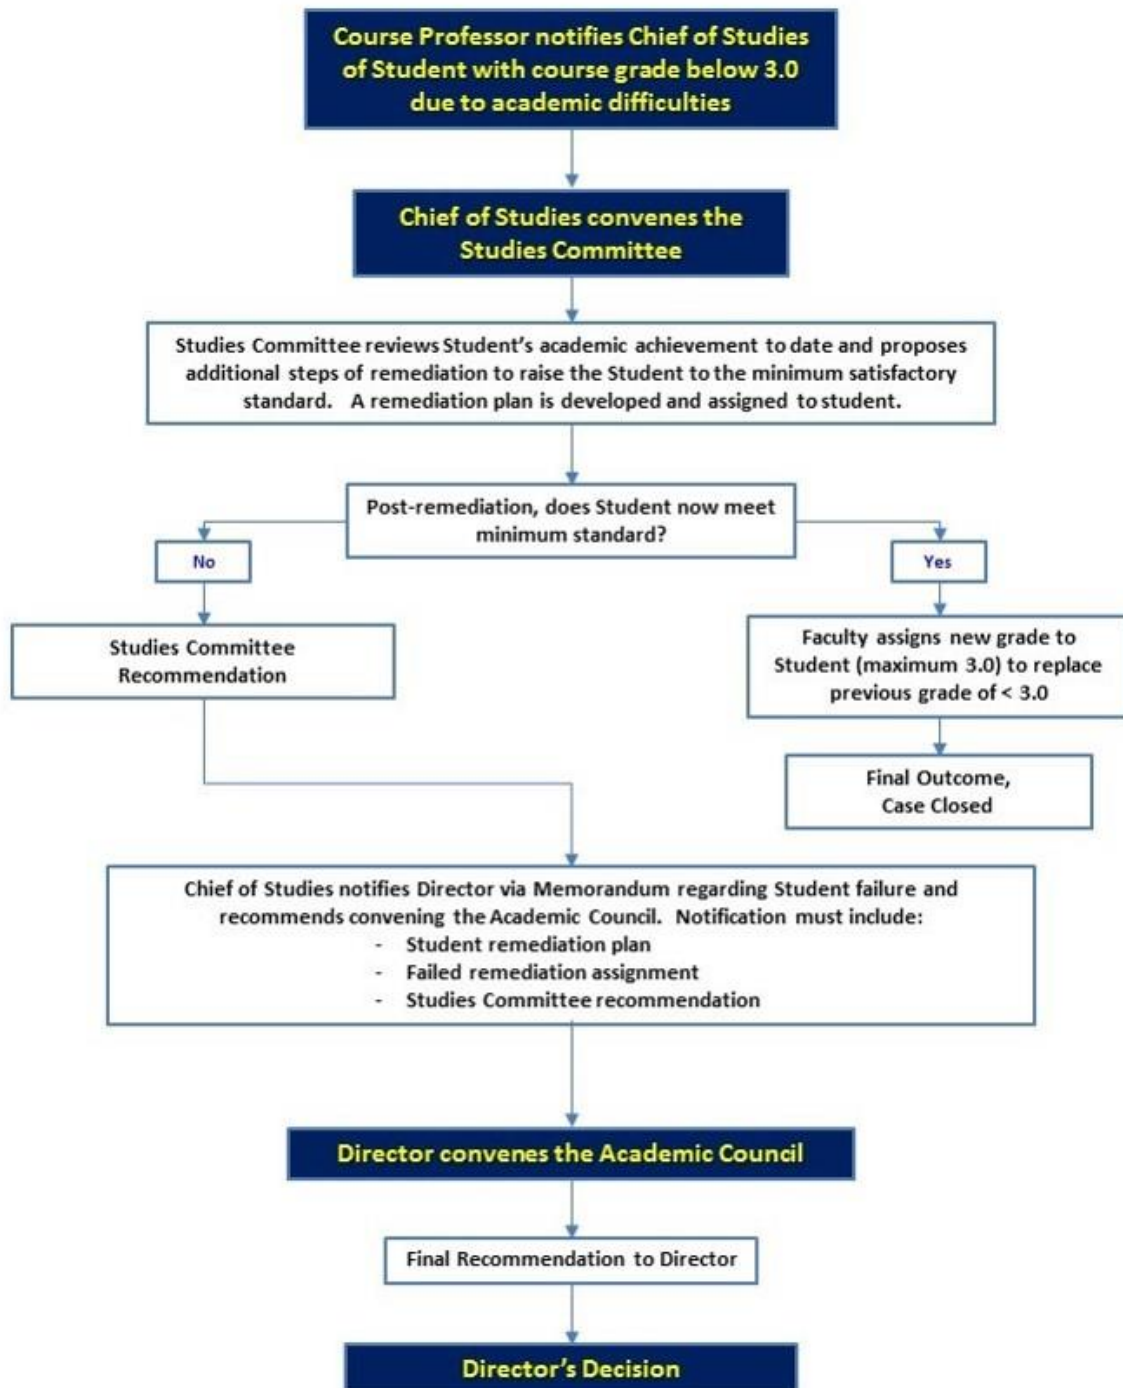 Course Professor notifies Chief of Studies
of Student with course grade below 3.0
due to academic difficulties
Chief of Studies convenes the
Studies Committee
Studies Committee reviews Student’s academic achievement to date and proposes
additional steps of remediation to raise the Student to the minimum satisfactory
standard.   A remediation plan is developed and assigned to student.
Post-remediation, does Student now meet
minimum standard?
No
Yes
Studies Committee
Recommendation
Faculty assigns new grade to
Student (maximum 3.0) to replace
previous grade of < 3.0
Final Outcome,
Case Closed
Chief of Studies notifies Director via Memorandum regarding Student failure and
recommends convening the Academic Council.  Notification must include:
- Student remediation plan
- Failed remediation assignment
- Studies Committee recommendation
Director convenes the Academic Council
Final Recommendation to Director
Director’s Decision